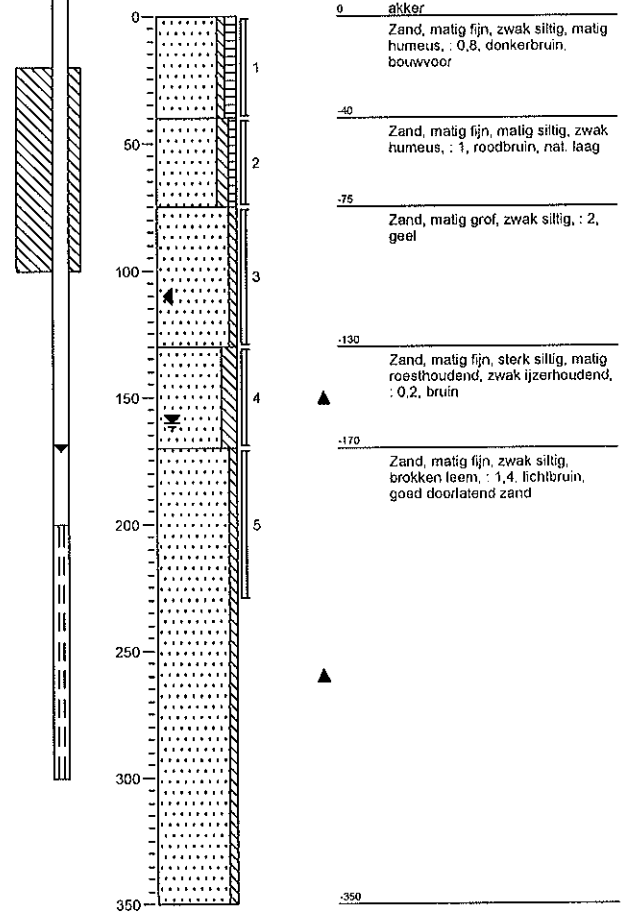 0
50
100
150
200
250
300
350
1
2
3
4
5
0 akker
Zand, matig fijn, zwak siltig, matig
humeus, : 0,8, donkerbruin,
bouwvoor
-40
Zand, matig fijn, matig siltig, zwak
humeus, : 1, roodbruin, nat. laag
-75
Zand, matig grof, zwak siltig, : 2,
geel
-130
Zand, matig fijn, sterk siltig, matig
roesthoudend, zwak ijzerhoudend,
: 0,2, bruin
-170
Zand, matig fijn, zwak siltig,
brokken leem, : 1,4, lichtbruin,
goed doorlatend zand
-350